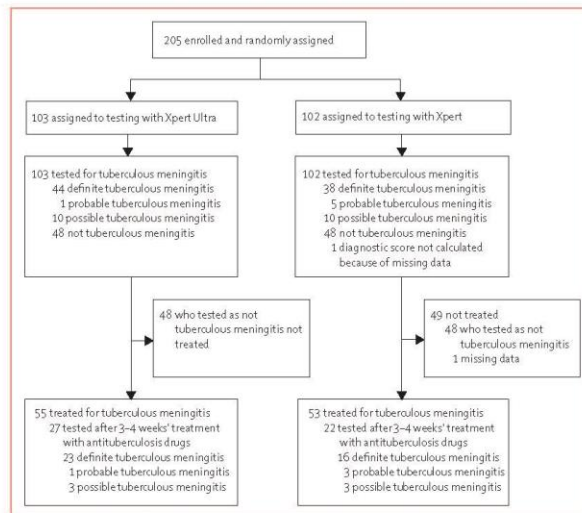 205 enrolled and randomly assigned
103 assigned to testing with Xpert Ultra
102 assigned to testing with Xpert
103 tested for tuberculous meningitis
44 definite tuberculous meningitis
1 probable tuberculous meningitis
10 possible tuberculous meningitis
48 not tuberculous meningitis
102 tested for tuberculous meningitis
38 definite tuberculous meningitis
5 probable tuberculous meningitis
10 possible tuberculous meningitis
48 not tuberculous meningitis
1 diagnostic score not calculated
because of missing data
48 who tested as not
tuberculous meningitis not
treated
49 not treated
48 who tested as not
tuberculous meningitis
1 missing data
55 treated for tuberculous meningitis
27 tested after 3–4 weeks' treatment
with antituberculosis drugs
23 definite tuberculous meningitis
1 probable tuberculous meningitis
3 possible tuberculous meningitis
53 treated for tuberculous meningitis
22 tested after 3–4 weeks' treatment
with antituberculosis drugs
16 definite tuberculous meningitis
3 probable tuberculous meningitis
3 possible tuberculous meningitis